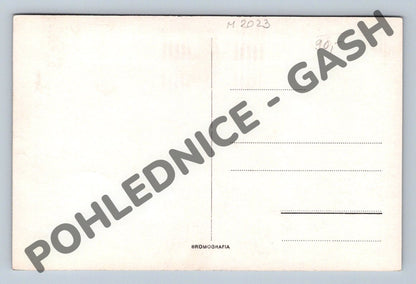 M 2023
90,-
POHLEDNICE - GASH
BROMOGRAFIA